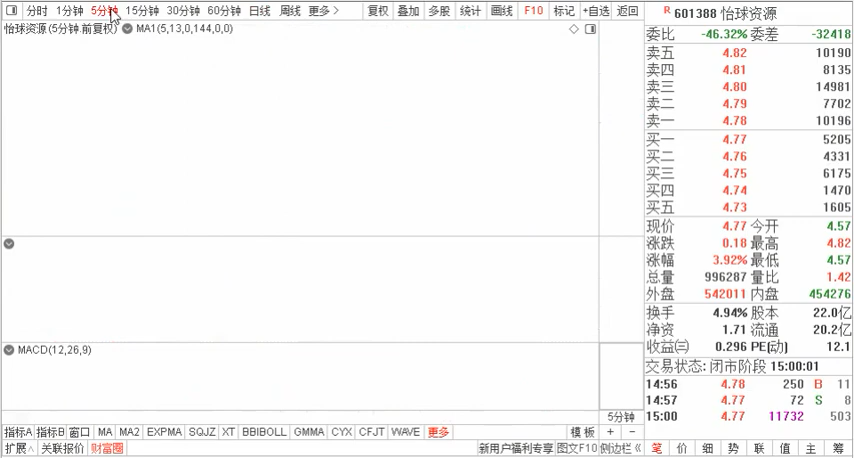 分时 1分钟 5分钟 15分钟 30分钟 60分钟 日线 周线 更多> 复权 叠加 多股 统计 画线 F10 标记 +自选 返回
R 601388 怡球资源
怡球资源(5分钟.前复权) MA1(5,13,0,144,0,0)
委比 -46.32% 委差 -32418
卖五 4.82 10190
卖四 4.81 8135
卖三 4.80 14981
卖二 4.79 7702
卖一 4.78 10196
买一 4.77 5205
买二 4.76 4331
买三 4.75 6175
买四 4.74 1470
买五 4.73 1605
现价 4.77 今开 4.57
涨跌 0.18 最高 4.82
涨幅 3.92% 最低 4.57
总量 996287 量比 1.42
外盘 542011 内盘 454276
换手 4.94% 股本 22.0亿
净资 1.71 流通 20.2亿
收益㈢ 0.296 PE(动) 12.1
MACD(12,26,9)
交易状态: 闭市阶段 15:00:01
14:56 4.78 250 B 11
14:57 4.77 72 S 8
15:00 4.77 11732 503
5分钟
指标A 指标B 窗口 MA MA2 EXPMA SQJZ XT BBIBOLL GMMA CYX CFJT WAVE 更多 模板 + -
扩展∧ 关联报价 财富圈 新用户福利专享 图文F10 侧边栏《 笔 价 细 势 联 值 主 筹